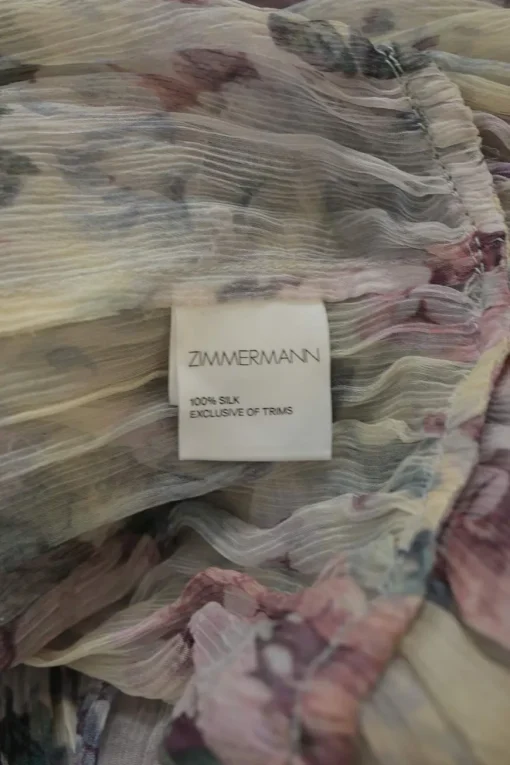 ZIMMERMANN
100% SILK
EXCLUSIVE OF TRIMS